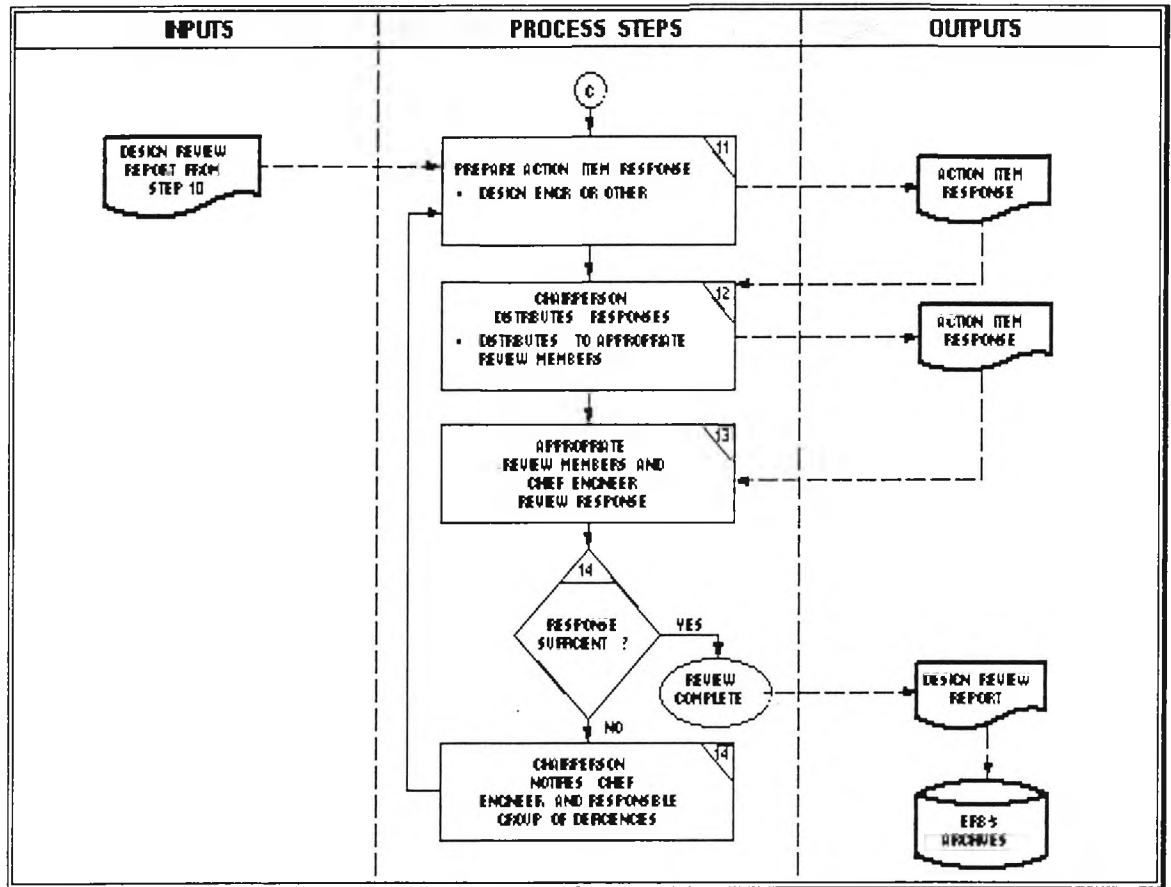 INPUTS
PROCESS STEPS
OUTPUTS
C
DESIGN REVIEW
REPORT FROM
STEP 10
11
PREPARE ACTION ITEM RESPONSE
• DESIGN ENGR OR OTHER
ACTION ITEM
RESPONSE
12
CHAIRPERSON
DISTRIBUTES RESPONSES
• DISTRIBUTES TO APPROPRIATE
REVIEW MEMBERS
ACTION ITEM
RESPONSE
13
APPROPRIATE
REVIEW MEMBERS AND
CHIEF ENGINEER
REVIEW RESPONSE
14
RESPONSE
SUFFICIENT ?
YES
REVIEW
COMPLETE
DESIGN REVIEW
REPORT
NO
14
CHAIRPERSON
NOTIFIES CHIEF
ENGINEER AND RESPONSIBLE
GROUP OF DEFICIENCIES
ARCHIVES